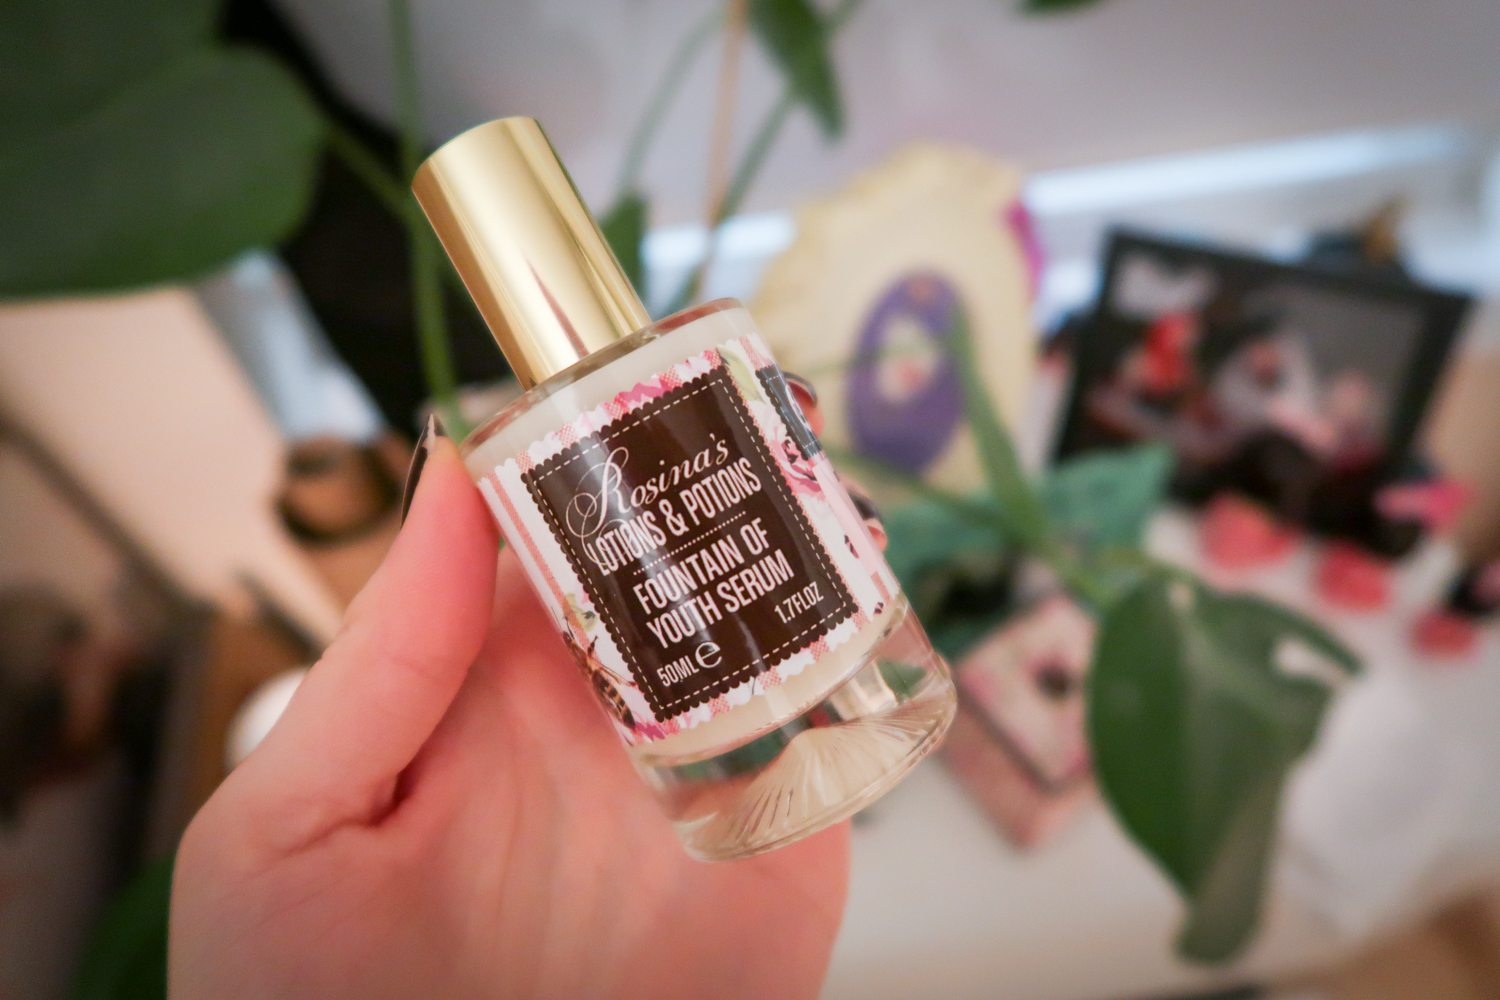 Rosina's
LOTIONS & POTIONS
FOUNTAIN OF
YOUTH SERUM
50ML ℮ 1.7FLOZ